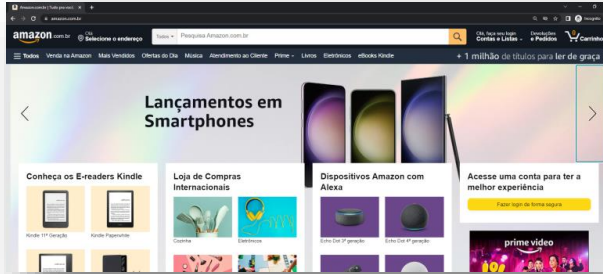 Amazon.com.br | Tudo pra você
amazon.com.br
amazon.com.br
Olá
Selecione o endereço
Todos
Pesquisa Amazon.com.br
Olá, faça seu login
Contas e Listas
Devoluções
e Pedidos
Carrinho
Todos
Venda na Amazon
Mais Vendidos
Ofertas do Dia
Música
Atendimento ao Cliente
Prime
Livros
Eletrônicos
eBooks Kindle
+ 1 milhão de títulos para ler de graça
Lançamentos em
Smartphones
Conheça os E-readers Kindle
Kindle 11ª Geração
Kindle Paperwhite
Loja de Compras
Internacionais
Cozinha
Eletrônicos
Dispositivos Amazon com
Alexa
Echo Dot 3ª geração
Echo Dot 4ª geração
Acesse uma conta para ter a
melhor experiência
Fazer login de forma segura
prime video